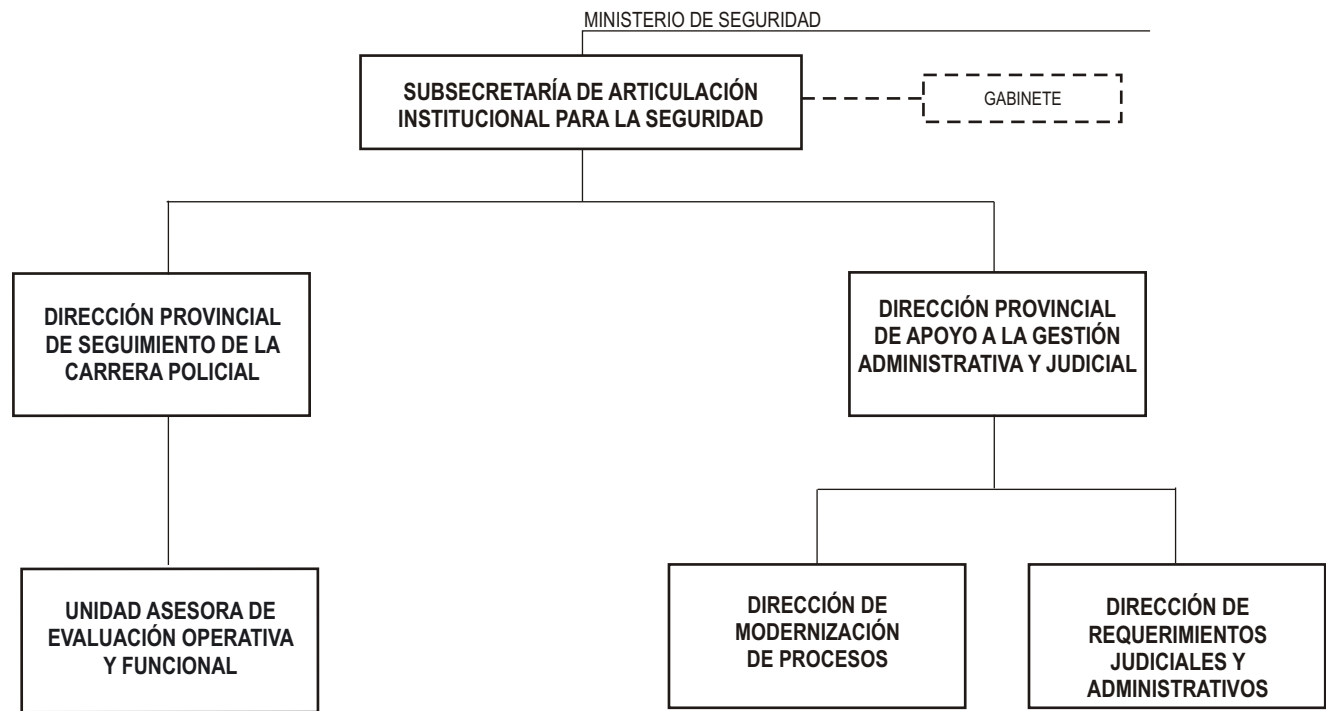 MINISTERIO DE SEGURIDAD
SUBSECRETARÍA DE ARTICULACIÓN
INSTITUCIONAL PARA LA SEGURIDAD
GABINETE
DIRECCIÓN PROVINCIAL
DE SEGUIMIENTO DE LA
CARRERA POLICIAL
DIRECCIÓN PROVINCIAL
DE APOYO A LA GESTIÓN
ADMINISTRATIVA Y JUDICIAL
UNIDAD ASESORA DE
EVALUACIÓN OPERATIVA
Y FUNCIONAL
DIRECCIÓN DE
MODERNIZACIÓN
DE PROCESOS
DIRECCIÓN DE
REQUERIMIENTOS
JUDICIALES Y
ADMINISTRATIVOS